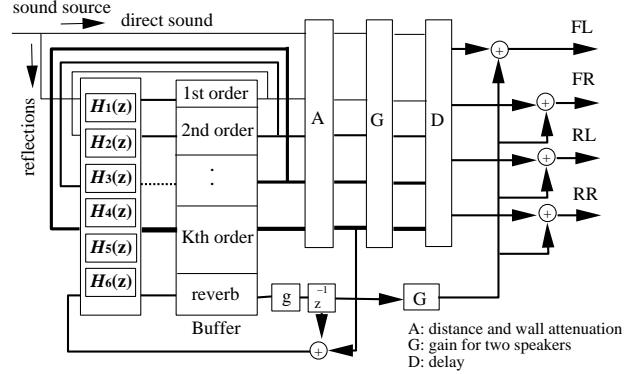 sound source
direct sound
reflections
H1(z)
H2(z)
H3(z)
H4(z)
H5(z)
H6(z)
1st order
2nd order
:
Kth order
reverb
Buffer
A
G
D
g
z⁻¹
G
+
+
+
+
+
FL
FR
RL
RR
A: distance and wall attenuation
G: gain for two speakers
D: delay